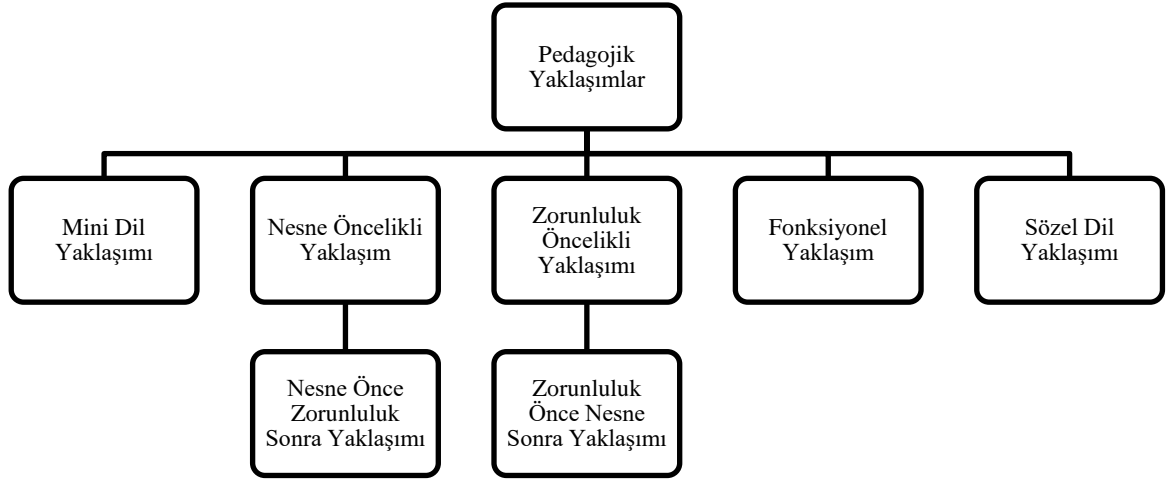 Pedagojik
Yaklaşımlar
Mini Dil
Yaklaşımı
Nesne Öncelikli
Yaklaşım
Zorunluluk
Öncelikli
Yaklaşımı
Fonksiyonel
Yaklaşım
Sözel Dil
Yaklaşımı
Nesne Önce
Zorunluluk
Sonra Yaklaşımı
Zorunluluk
Önce Nesne
Sonra Yaklaşımı